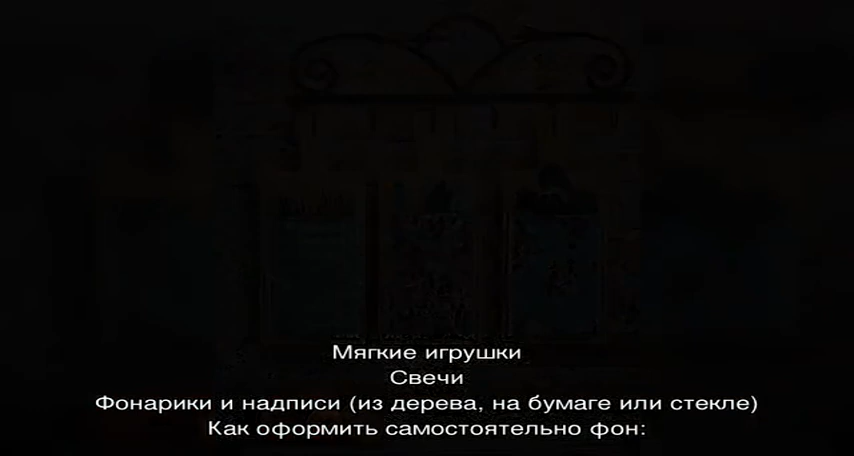 Мягкие игрушки
Свечи
Фонарики и надписи (из дерева, на бумаге или стекле)
Как оформить самостоятельно фон: